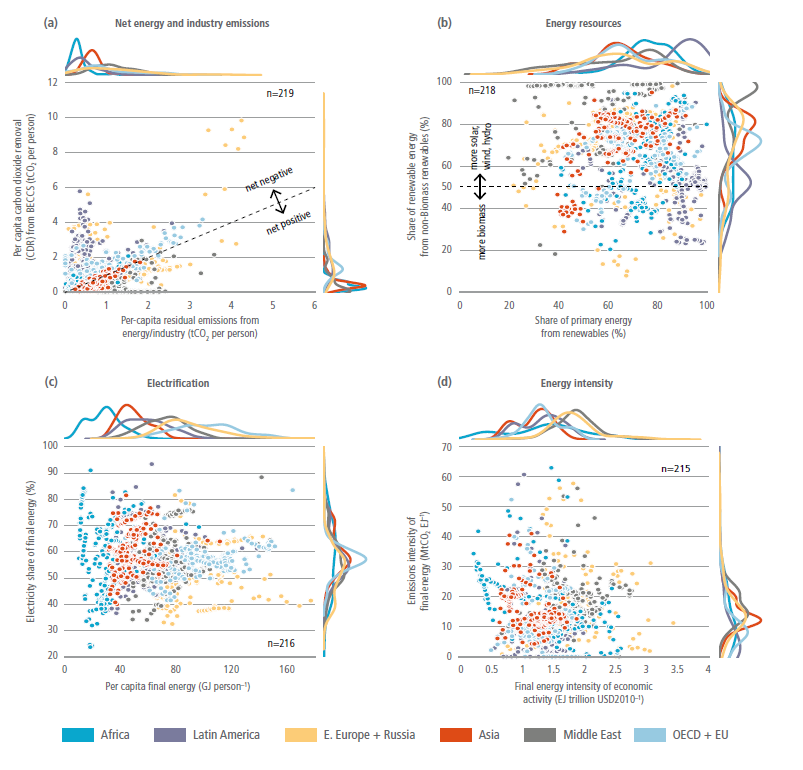 (a) Net energy and industry emissions
12
10
8
6
4
2
0
n=219
net negative
net positive
Per capita carbon dioxide removal
(CDR) from BECCS (tCO2 per person)
0 1 2 3 4 5 6
Per-capita residual emissions from
energy/industry (tCO2 per person)
(b) Energy resources
100
80
60
50
40
20
0
n=218
more solar,
wind, hydro
more biomass
Share of renewable energy
from non-Biomass renewables (%)
0 20 40 60 80 100
Share of primary energy
from renewables (%)
(c) Electrification
100
90
80
70
60
50
40
30
20
n=216
Electricity share of final energy (%)
0 40 80 120 160
Per capita final energy (GJ person–1)
(d) Energy intensity
70
60
50
40
30
20
10
0
n=215
Emissions intensity of
final energy (MtCO2 EJ–1)
0 0.5 1 1.5 2 2.5 3 3.5 4
Final energy intensity of economic
activity (EJ trillion USD2010–1)
Africa Latin America E. Europe + Russia Asia Middle East OECD + EU